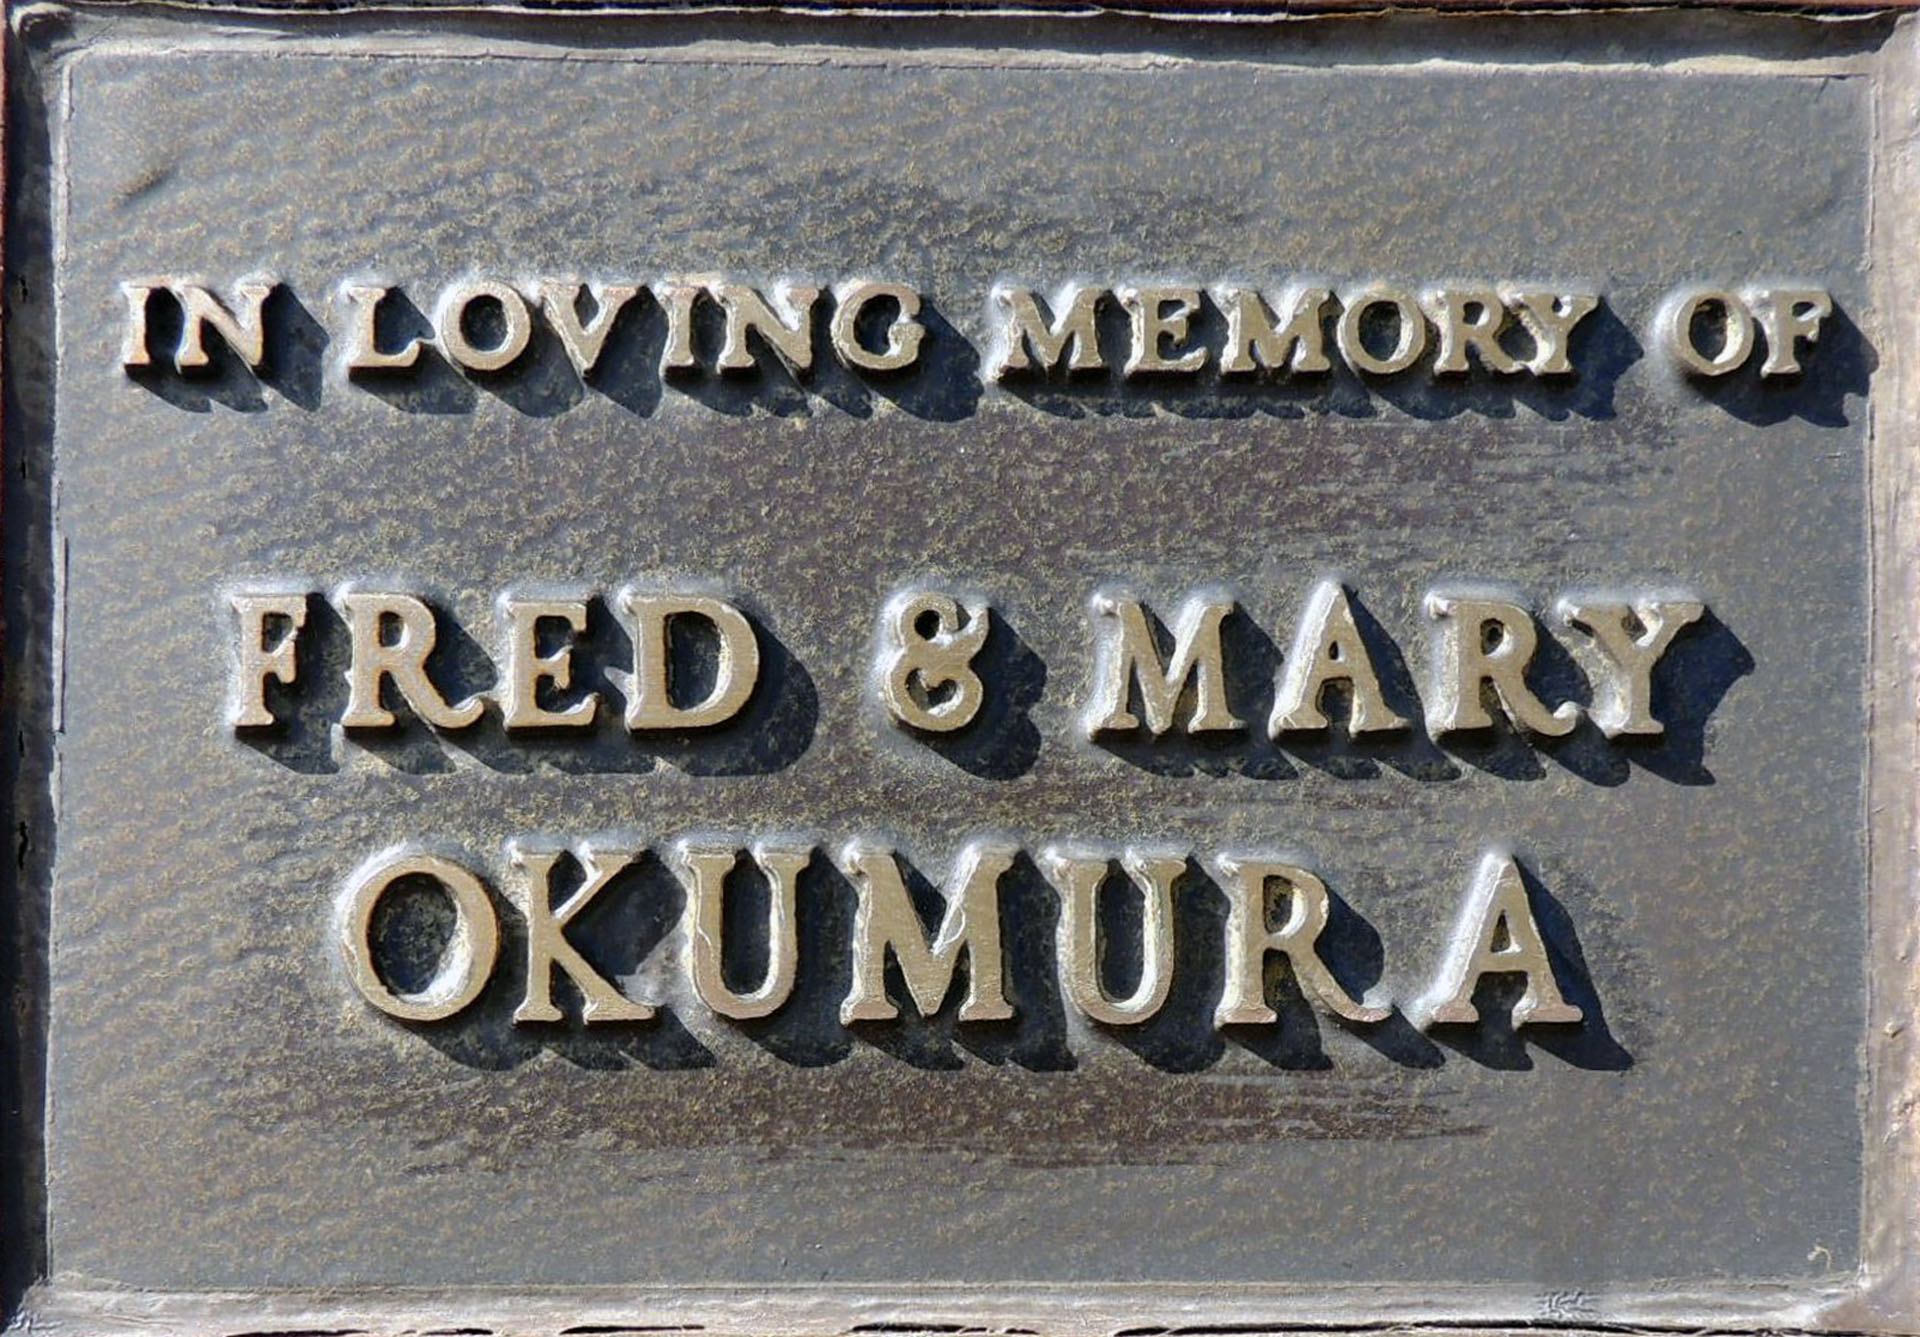 IN LOVING MEMORY OF
FRED & MARY
OKUMURA